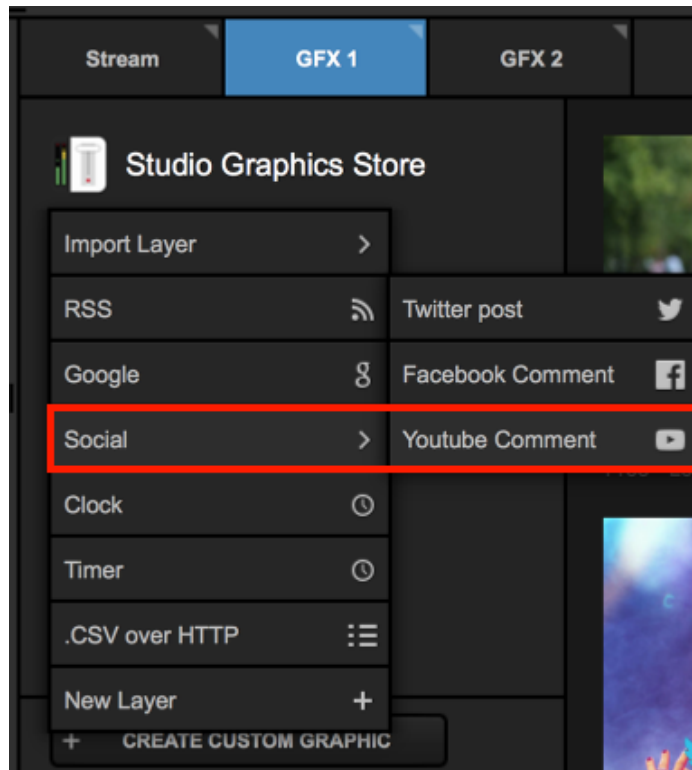 Stream GFX 1 GFX 2
Studio Graphics Store
Import Layer
RSS Twitter post
Google Facebook Comment
Social Youtube Comment
Clock
Timer
.CSV over HTTP
New Layer
CREATE CUSTOM GRAPHIC